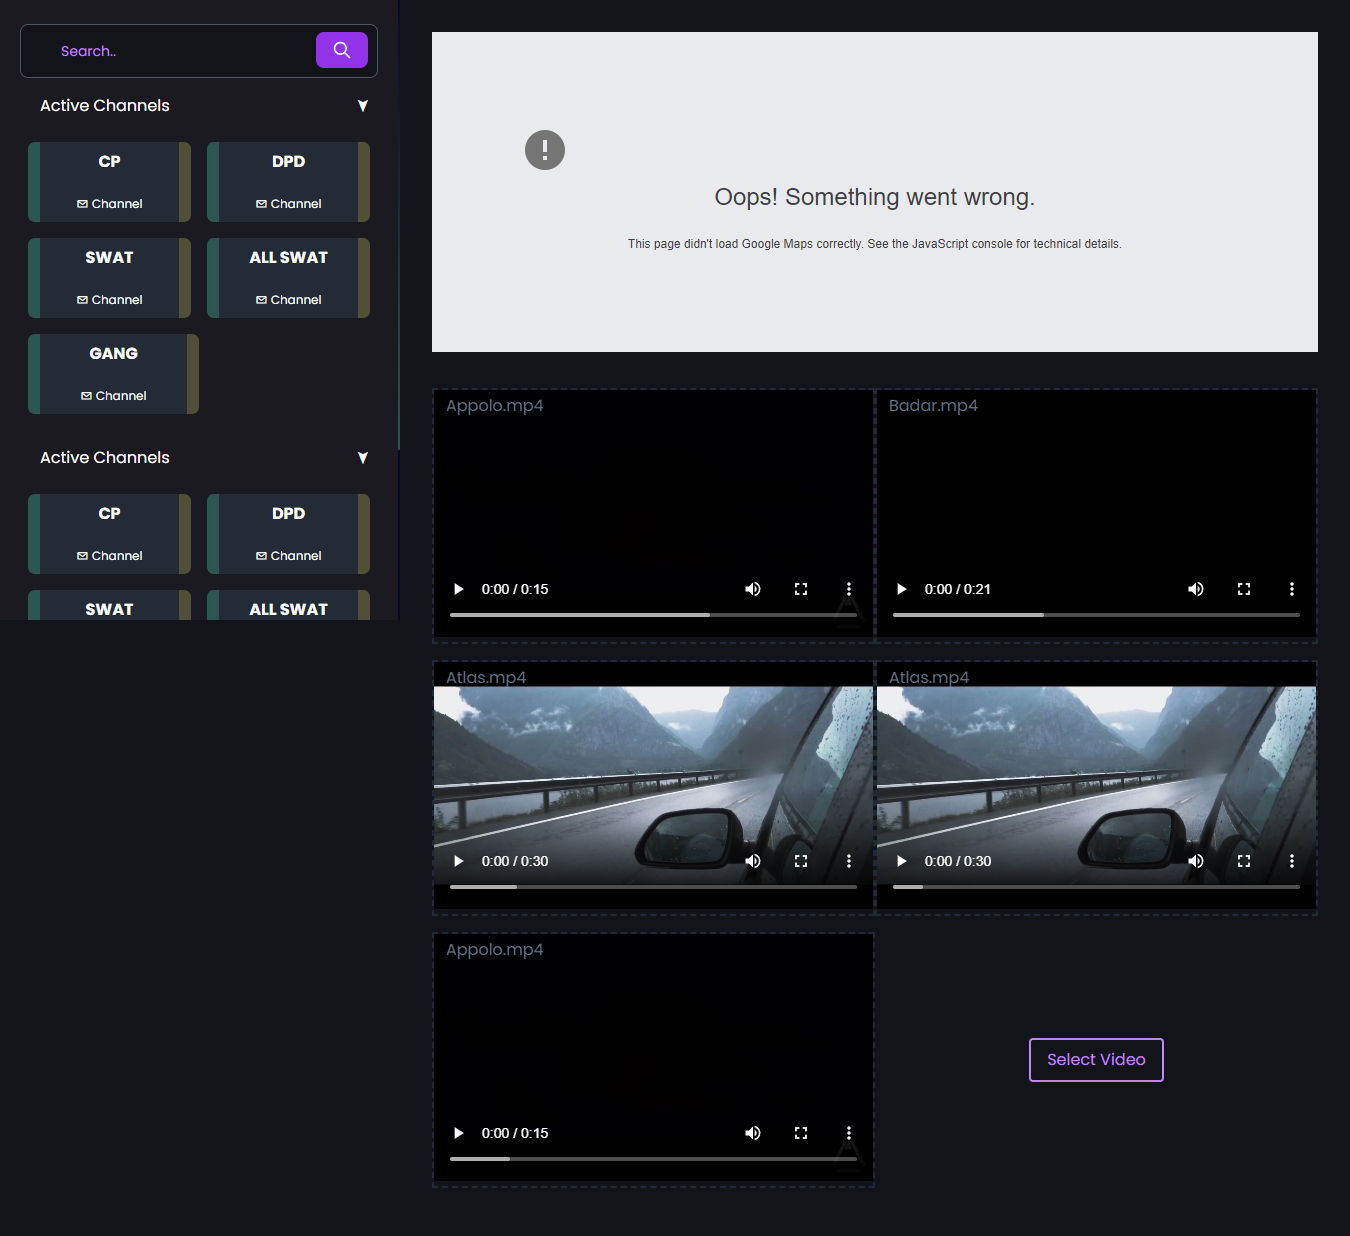 Search..
Active Channels
CP
Channel
DPD
Channel
SWAT
Channel
ALL SWAT
Channel
GANG
Channel
Active Channels
CP
Channel
DPD
Channel
SWAT
ALL SWAT
Oops! Something went wrong.
This page didn't load Google Maps correctly. See the JavaScript console for technical details.
Appolo.mp4
0:00 / 0:15
Badar.mp4
0:00 / 0:21
Atlas.mp4
0:00 / 0:30
Atlas.mp4
0:00 / 0:30
Appolo.mp4
0:00 / 0:15
Select Video